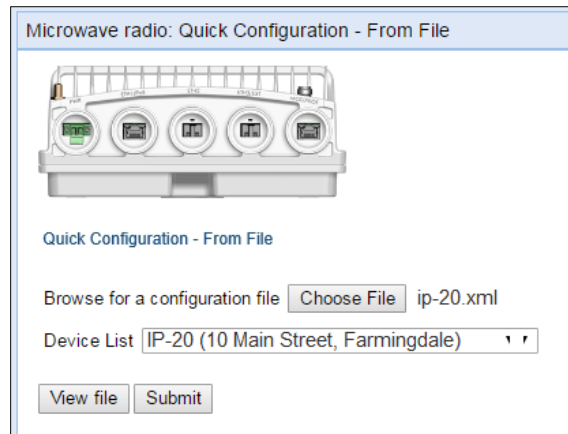 Microwave radio: Quick Configuration - From File
PWR
Quick Configuration - From File
Browse for a configuration file Choose File ip-20.xml
Device List IP-20 (10 Main Street, Farmingdale)
View file Submit